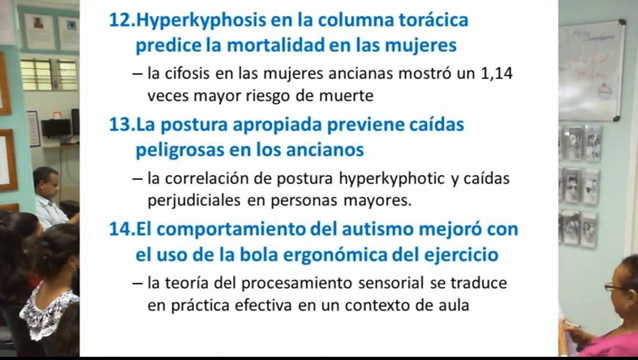 12.Hyperkyphosis en la columna torácica
predice la mortalidad en las mujeres
– la cifosis en las mujeres ancianas mostró un 1,14
veces mayor riesgo de muerte
13.La postura apropiada previene caídas
peligrosas en los ancianos
– la correlación de postura hyperkyphotic y caídas
perjudiciales en personas mayores.
14.El comportamiento del autismo mejoró con
el uso de la bola ergonómica del ejercicio
– la teoría del procesamiento sensorial se traduce
en práctica efectiva en un contexto de aula